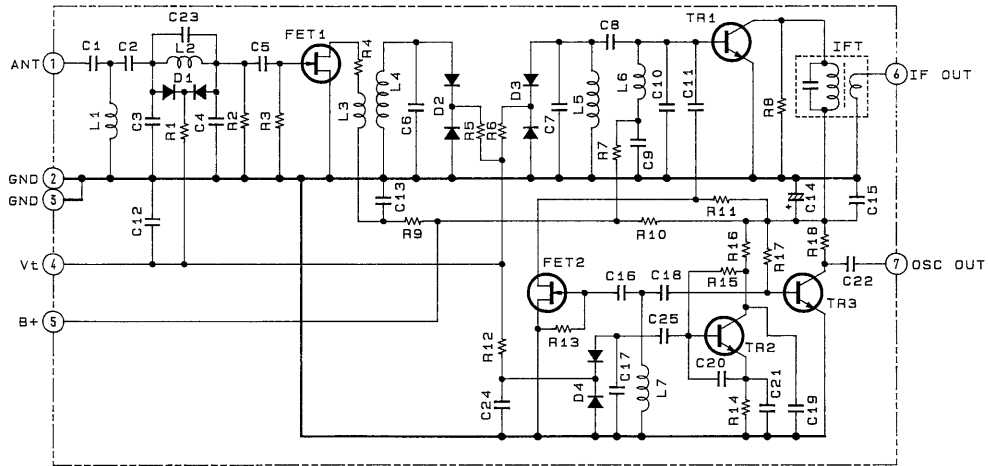 C23
L2
C1
C2
C5
FET1
R4
C8
TR1
IFT
ANT
1
D1
L4
D2
D3
L6
C10
C11
6
IF OUT
L1
C3
R1
C4
R2
R3
L3
C6
R5
R6
C7
L5
R7
C9
R8
GND
2
GND
3
C12
C13
R9
R10
R11
C14
C15
R16
R17
R18
Vt
4
FET2
C16
C18
R15
C22
7
OSC OUT
TR3
B+
5
R12
R13
C25
TR2
C20
C17
D4
L7
C24
R14
C21
C19
+